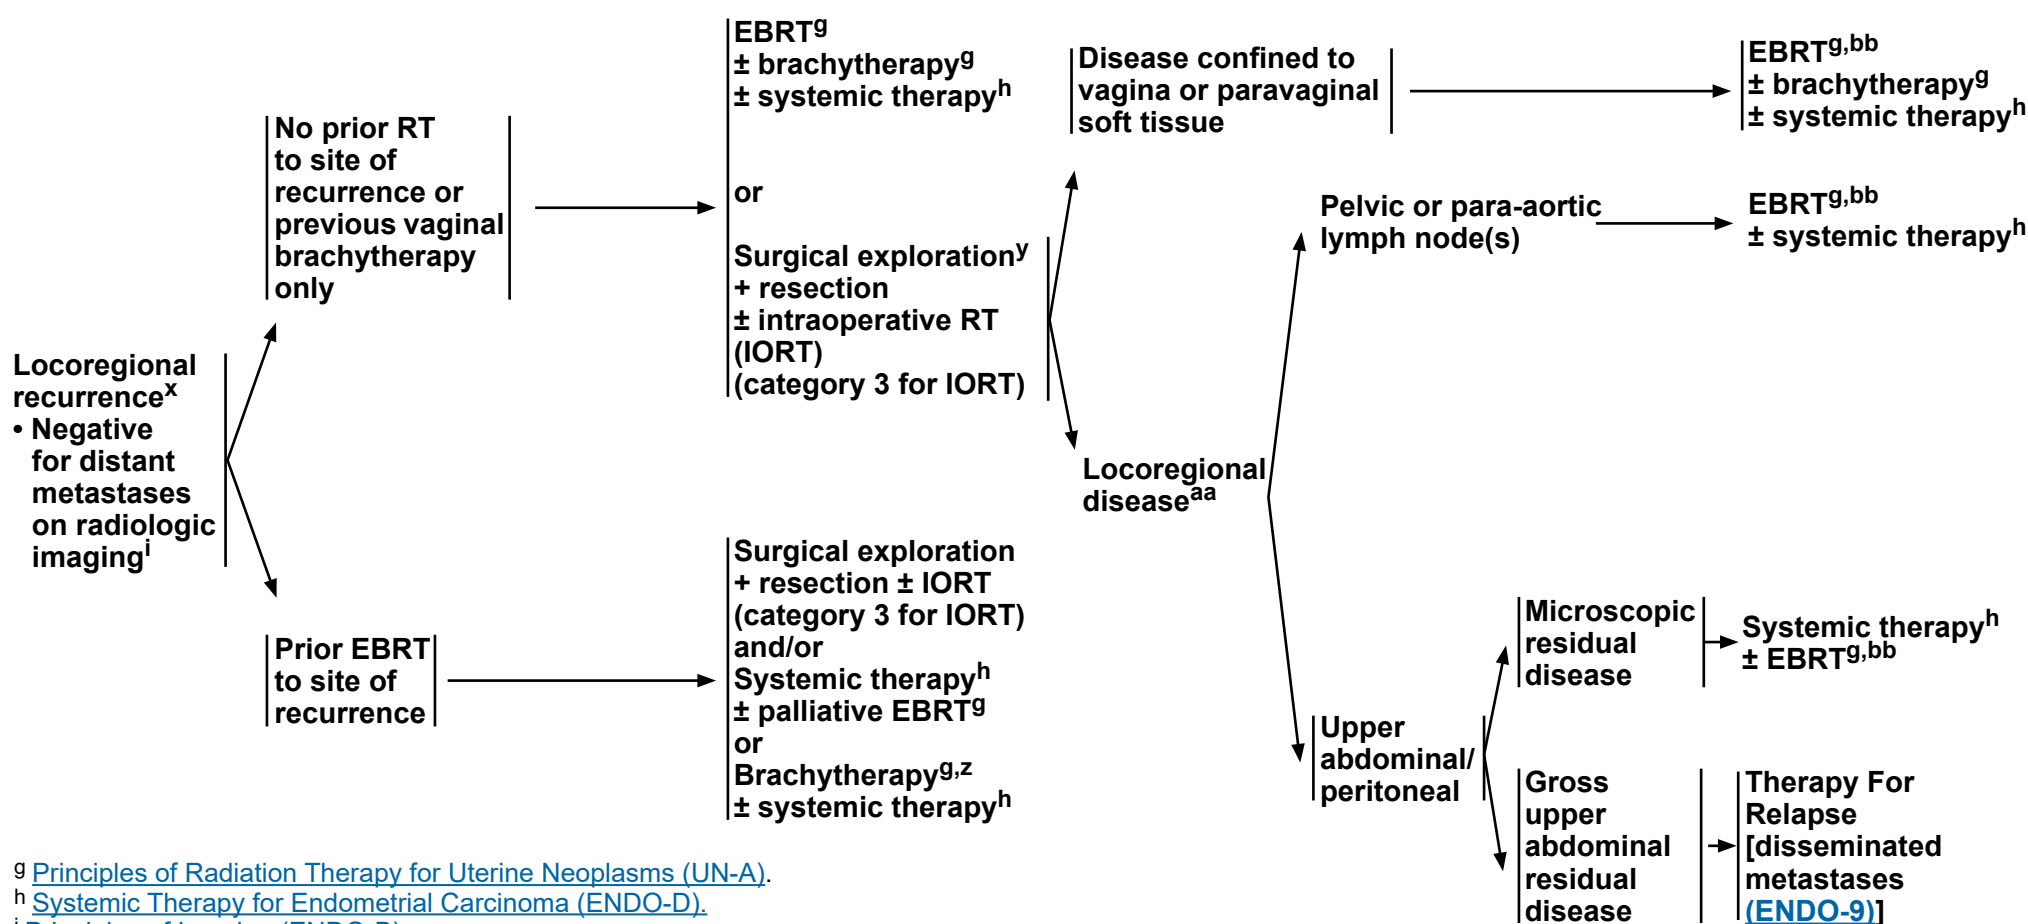 Locoregional
recurrencex
• Negative
for distant
metastases
on radiologic
imagingi
No prior RT
to site of
recurrence or
previous vaginal
brachytherapy
only
Prior EBRT
to site of
recurrence
EBRTg
± brachytherapyg
± systemic therapyh
or
Surgical explorationy
+ resection
± intraoperative RT
(IORT)
(category 3 for IORT)
Surgical exploration
+ resection ± IORT
(category 3 for IORT)
and/or
Systemic therapyh
± palliative EBRTg
or
Brachytherapyg,z
± systemic therapyh
Disease confined to
vagina or paravaginal
soft tissue
Locoregional
diseaseaa
EBRTg,bb
± brachytherapyg
± systemic therapyh
Pelvic or para-aortic
lymph node(s)
EBRTg,bb
± systemic therapyh
Upper
abdominal/
peritoneal
Microscopic
residual
disease
Systemic therapyh
± EBRTg,bb
Gross
upper
abdominal
residual
disease
Therapy For
Relapse
[disseminated
metastases
(ENDO-9)]
g Principles of Radiation Therapy for Uterine Neoplasms (UN-A).
h Systemic Therapy for Endometrial Carcinoma (ENDO-D).